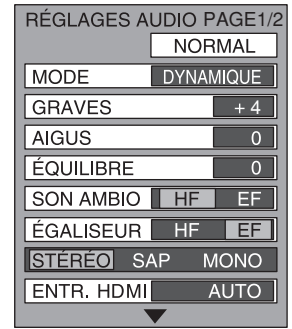 RÉGLAGES AUDIO PAGE1/2
NORMAL
MODE DYNAMIQUE
GRAVES +4
AIGUS 0
ÉQUILIBRE 0
SON AMBIO HF EF
ÉGALISEUR HF EF
STÉRÉO SAP MONO
ENTR. HDMI AUTO